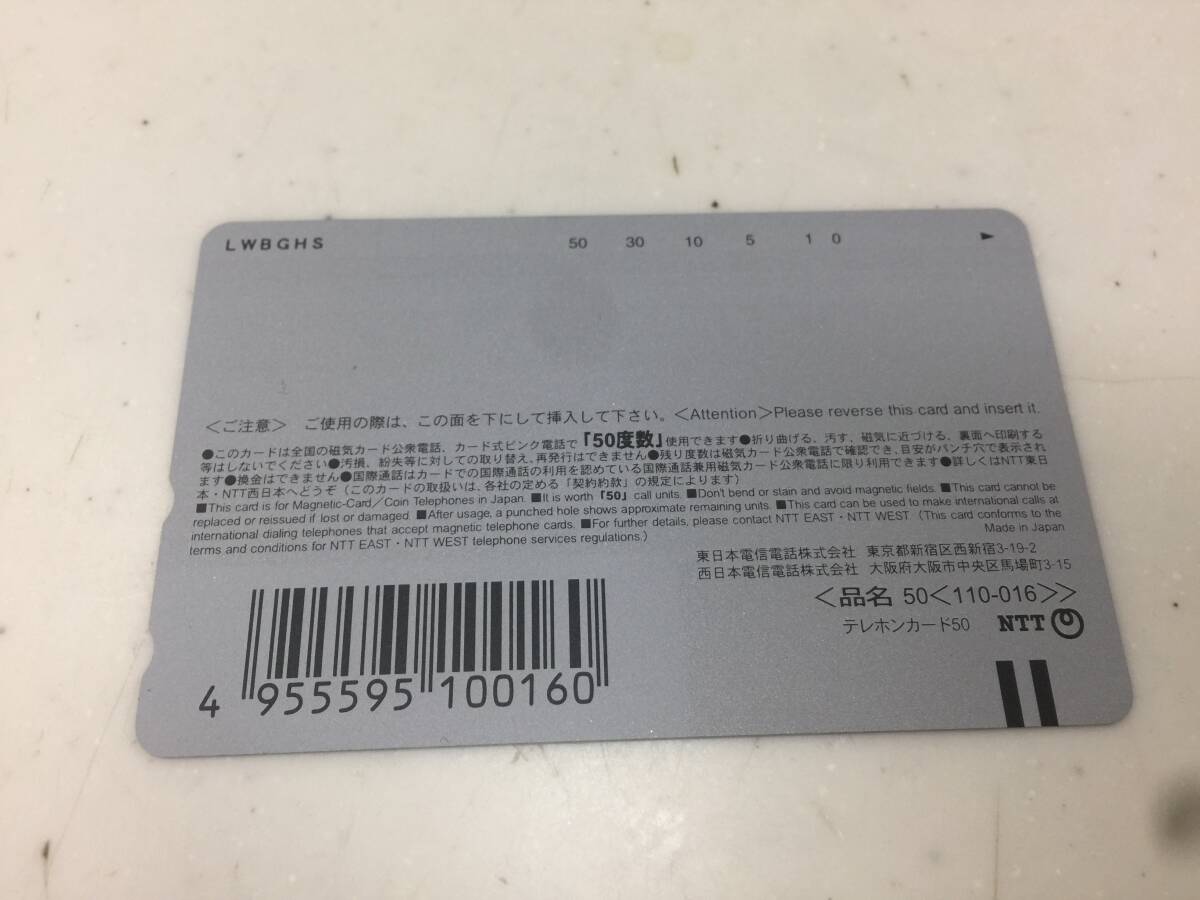 LWBGHS 50 30 10 5 1 0
＜ご注意＞ ご使用の際は、この面を下にして挿入して下さい。＜Attention＞Please reverse this card and insert it.
●このカードは全国の磁気カード公衆電話、カード式ピンク電話で「50度数」使用できます●折り曲げる、汚す、磁気に近づける、裏面へ印刷する
等はしないでください●汚損、紛失等に対しての取り替え、再発行はできません●残り度数は磁気カード公衆電話で確認でき、目安がパンチ穴で表示され
ます●換金はできません●国際通話はカードでの国際通話の利用を認めている国際通話兼用磁気カード公衆電話に限り利用できます●詳しくはNTT東日
本・NTT西日本へどうぞ（このカードの取扱いは、各社の定める「契約約款」の規定によります）
■This card is for Magnetic-Card／Coin Telephones in Japan. ■It is worth「50」call units. ■Don't bend or stain and avoid magnetic fields. ■This card cannot be
replaced or reissued if lost or damaged. ■After usage, a punched hole shows approximate remaining units. ■This card can be used to make international calls at
international dialing telephones that accept magnetic telephone cards. ■For further details, please contact NTT EAST・NTT WEST（This card conforms to the
terms and conditions for NTT EAST・NTT WEST telephone services regulations.）
Made in Japan
東日本電信電話株式会社 東京都新宿区西新宿3-19-2
西日本電信電話株式会社 大阪府大阪市中央区馬場町3-15
＜品名 50＜110-016＞＞
テレホンカード50 NTT
4 955595 100160